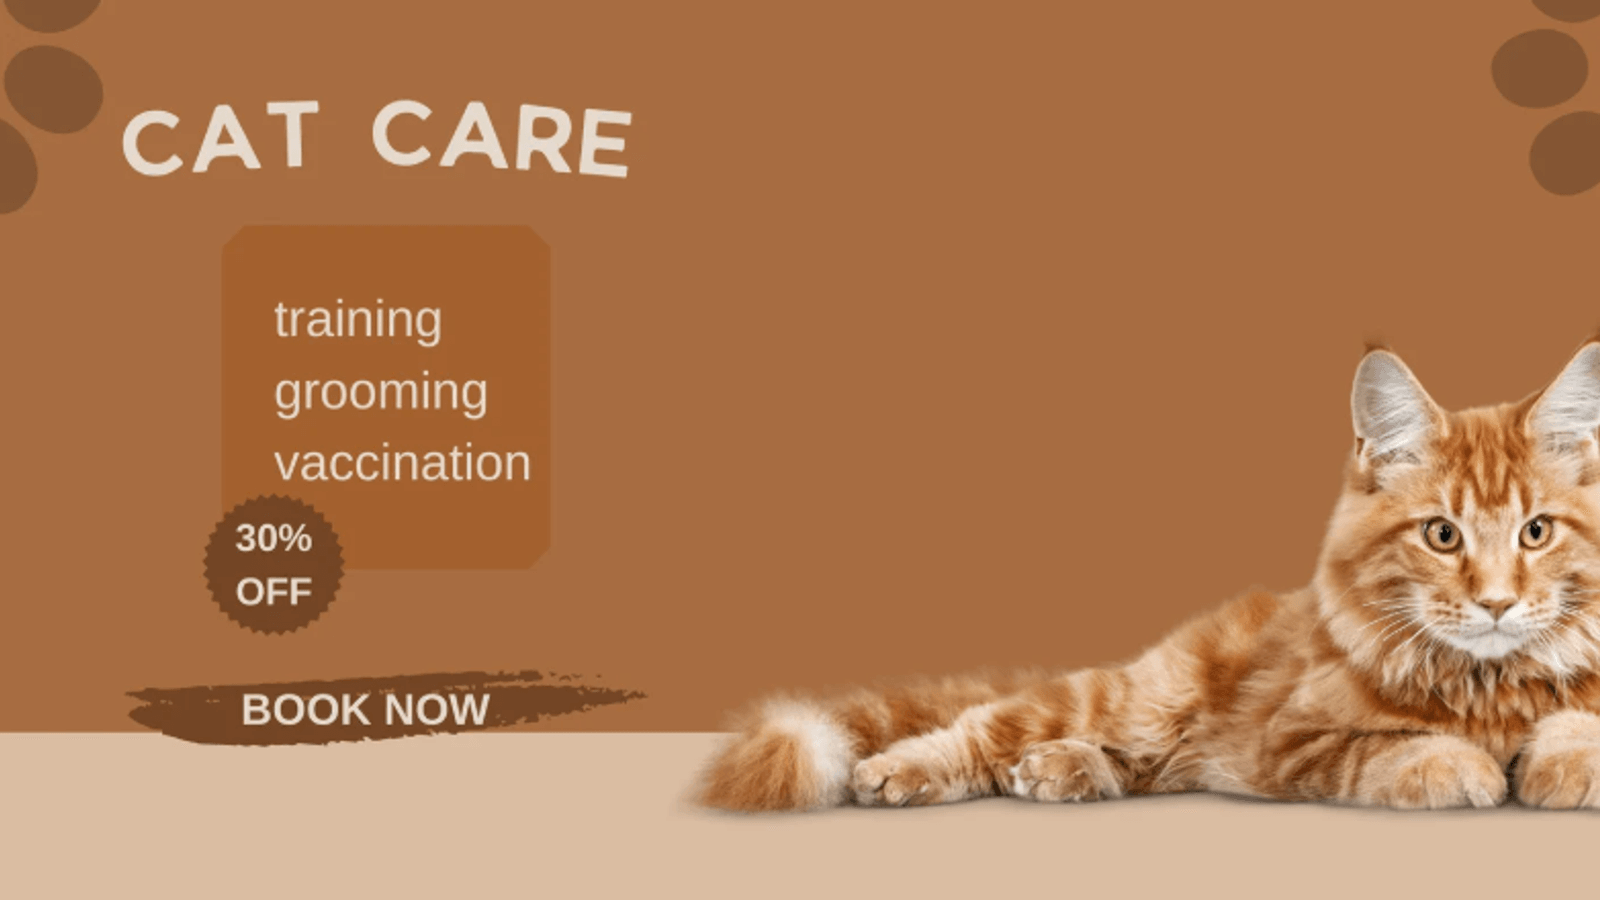 CAT CARE
training
grooming
vaccination
30%
OFF
BOOK NOW